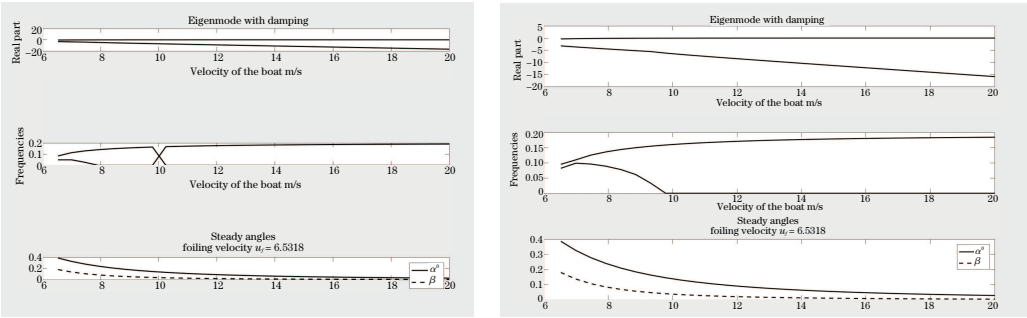 Eigenmode with damping
Real part
20
0
−20
6 8 10 12 14 16 18 20
Velocity of the boat m/s
Frequencies
0.2
0.1
0
6 8 10 12 14 16 18 20
Velocity of the boat m/s
Steady angles
foiling velocity u_f = 6.5318
0.4
0.2
0
α°
β
6 8 10 12 14 16 18 20
Eigenmode with damping
Real part
5
0
−5
−10
−15
−20
6 8 10 12 14 16 18 20
Velocity of the boat m/s
Frequencies
0.20
0.15
0.10
0.05
0
6 8 10 12 14 16 18 20
Velocity of the boat m/s
Steady angles
foiling velocity u_f = 6.5318
0.4
0.3
0.2
0.1
0
α°
β
6 8 10 12 14 16 18 20